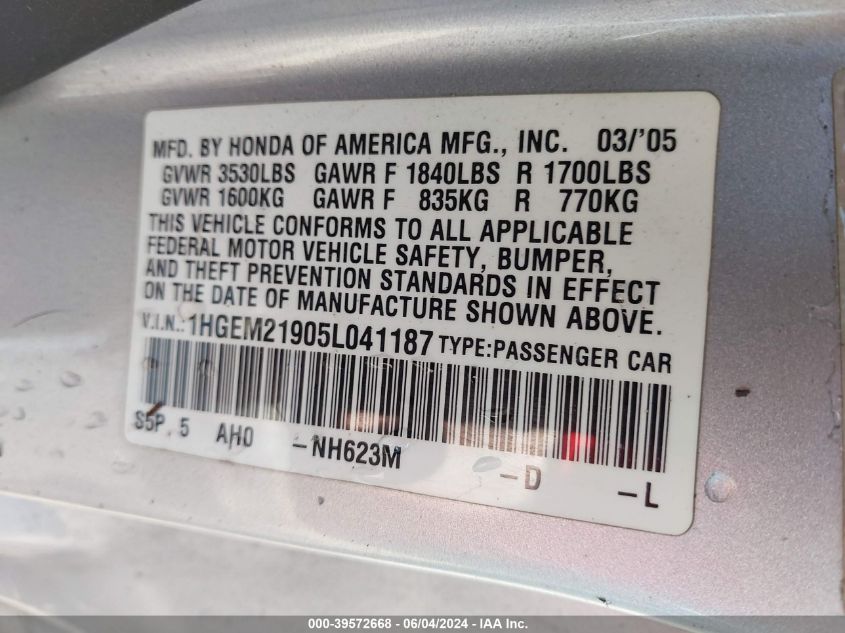 MFD. BY HONDA OF AMERICA MFG., INC. 03/'05
GVWR 3530LBS GAWR F 1840LBS R 1700LBS
GVWR 1600KG GAWR F 835KG R 770KG
THIS VEHICLE CONFORMS TO ALL APPLICABLE
FEDERAL MOTOR VEHICLE SAFETY, BUMPER,
AND THEFT PREVENTION STANDARDS IN EFFECT
ON THE DATE OF MANUFACTURE SHOWN ABOVE.
V.I.N.: 1HGEM21905L041187 TYPE:PASSENGER CAR
S5P. 5 AH0 -NH623M -D -L
000-39572668 - 06/04/2024 - IAA Inc.